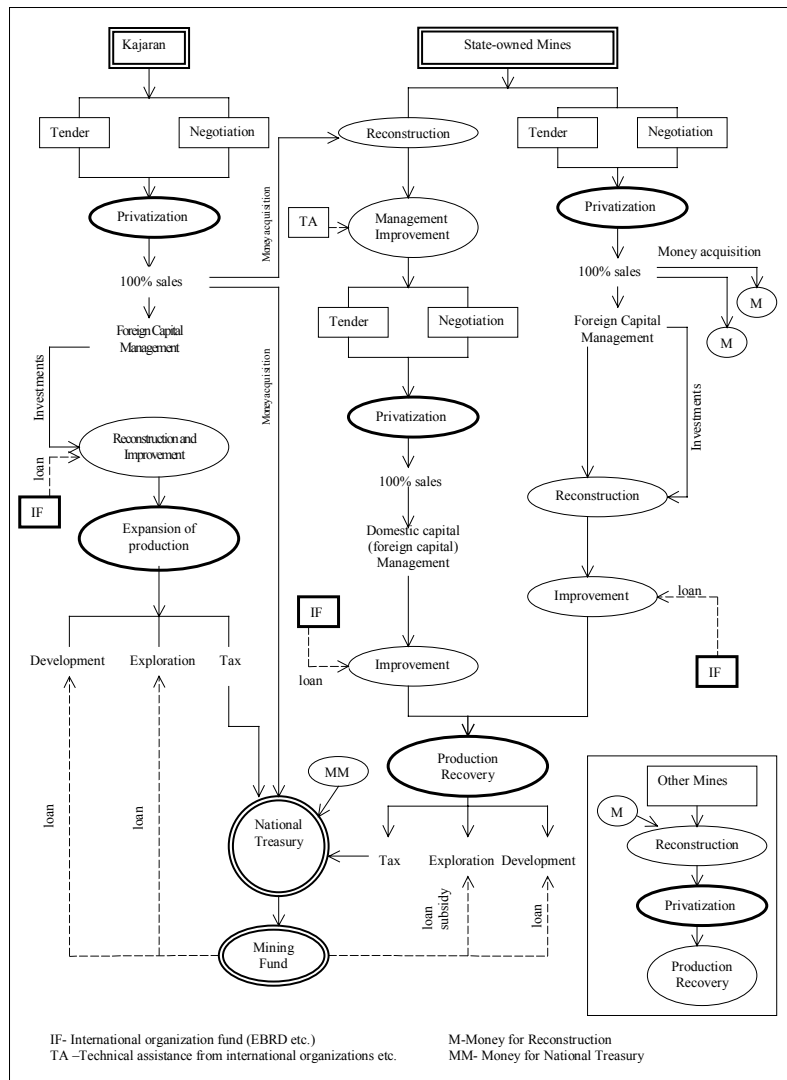 Kajaran
State-owned Mines
Tender
Negotiation
Reconstruction
Tender
Negotiation
Privatization
Money acquisition
TA
Management
Improvement
Privatization
100% sales
Money acquisition
100% sales
M
M
Foreign Capital
Management
Tender
Negotiation
Foreign Capital
Management
Investments
Money acquisition
Privatization
Investments
Reconstruction and
Improvement
loan
IF
100% sales
Reconstruction
Expansion of
production
Domestic capital
(foreign capital)
Management
IF
Improvement
loan
IF
Development
Exploration
Tax
loan
Improvement
Production
Recovery
MM
National
Treasury
loan
loan
Tax
Exploration
Development
loan
subsidy
loan
Mining
Fund
Other Mines
M
Reconstruction
Privatization
Production
Recovery
IF- International organization fund (EBRD etc.)
M-Money for Reconstruction
TA –Technical assistance from international organizations etc.
MM- Money for National Treasury